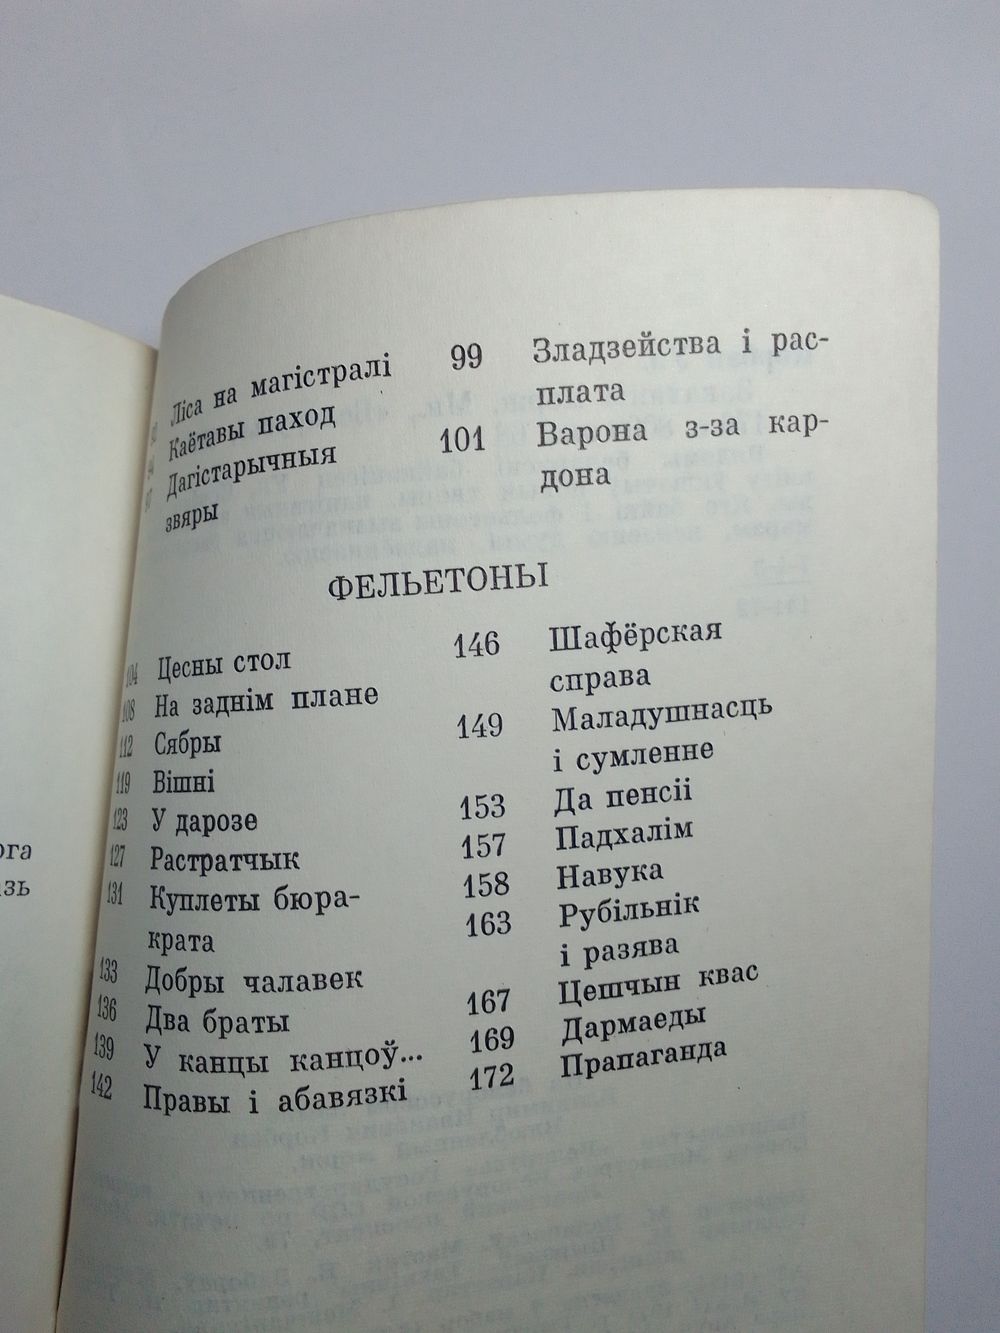 Ліса на магістралі
Каётавы паход
Дагістарычныя
звяры
99 Зладзейства і рас-
плата
101 Варона з-за кар-
дона
ФЕЛЬЕТОНЫ
104 Цесны стол
108 На заднім плане
112 Сябры
119 Вішні
123 У дарозе
127 Растратчык
131 Куплеты бюра-
крата
133 Добры чалавек
136 Два браты
139 У канцы канцоў...
142 Правы і абавязкі
146 Шафёрская
справа
149 Маладушнасць
і сумленне
153 Да пенсіі
157 Падхалім
158 Навука
163 Рубільнік
і разява
167 Цешчын квас
169 Дармаеды
172 Прапаганда